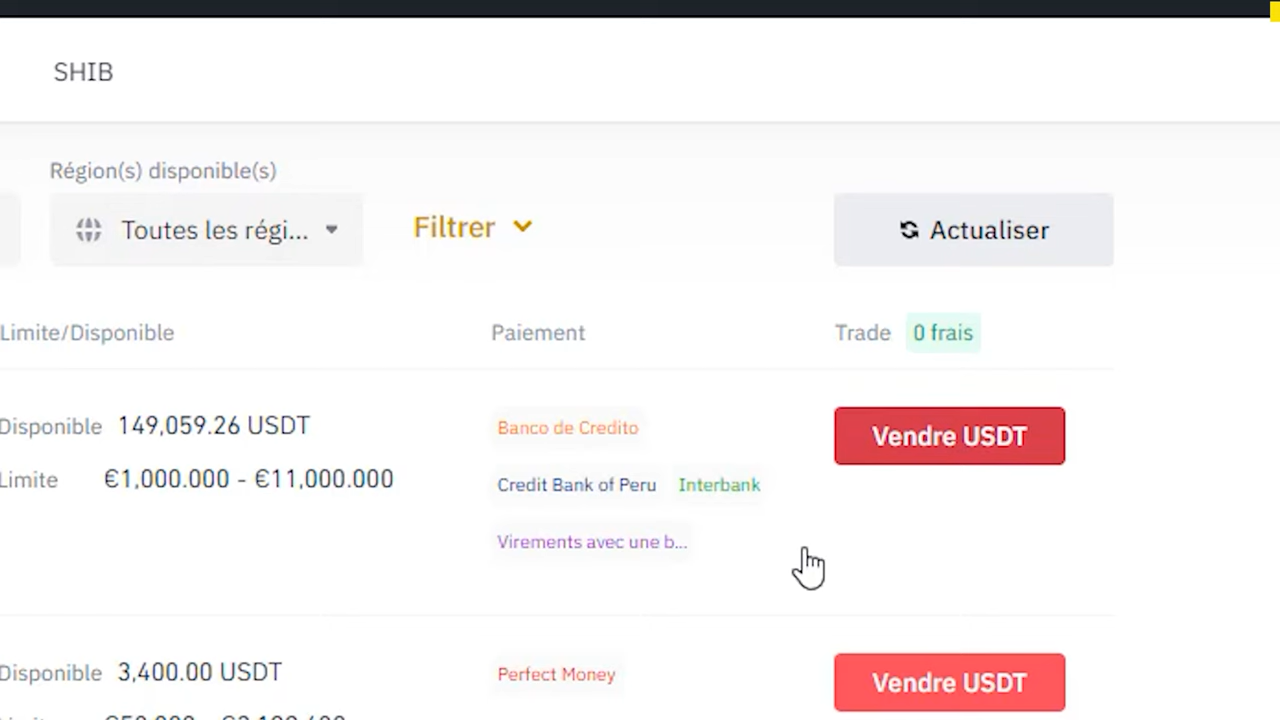 SHIB
Région(s) disponible(s)
Toutes les régi...
Filtrer
Actualiser
Limite/Disponible
Paiement
Trade
0 frais
Disponible 149,059.26 USDT
Banco de Credito
Vendre USDT
Limite €1,000.000 - €11,000.000
Credit Bank of Peru
Interbank
Virements avec une b...
Disponible 3,400.00 USDT
Perfect Money
Vendre USDT